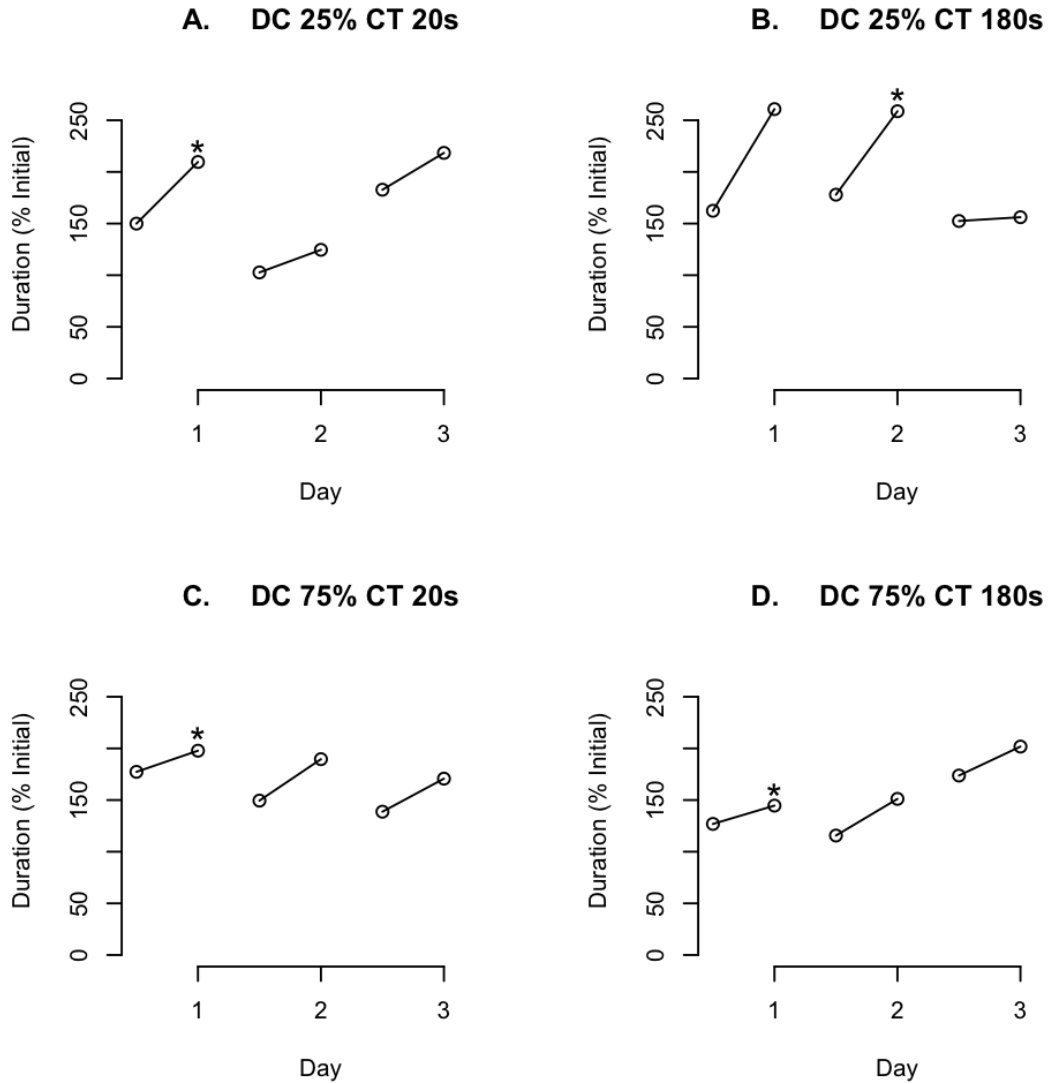 A. DC 25% CT 20s
Duration (% Initial)
250
150
50
0
*
1 2 3
Day
B. DC 25% CT 180s
Duration (% Initial)
250
150
50
0
*
1 2 3
Day
C. DC 75% CT 20s
Duration (% Initial)
250
150
50
0
*
1 2 3
Day
D. DC 75% CT 180s
Duration (% Initial)
250
150
50
0
*
1 2 3
Day